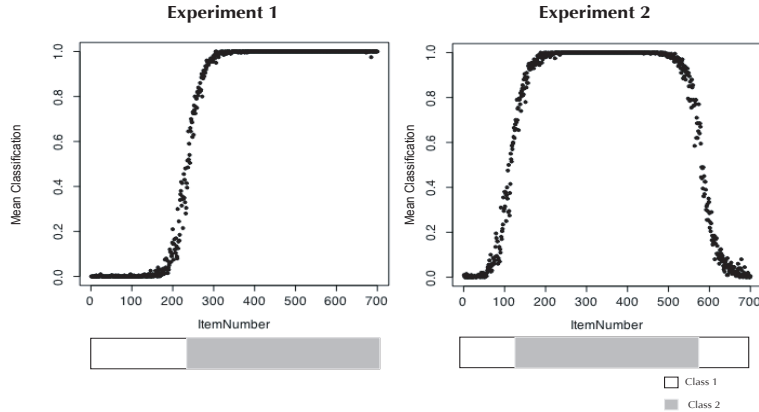 Experiment 1
Mean Classification
1.0
0.8
0.6
0.4
0.2
0.0
0 100 200 300 400 500 600 700
ItemNumber
Experiment 2
Mean Classification
1.0
0.8
0.6
0.4
0.2
0.0
0 100 200 300 400 500 600 700
ItemNumber
Class 1
Class 2